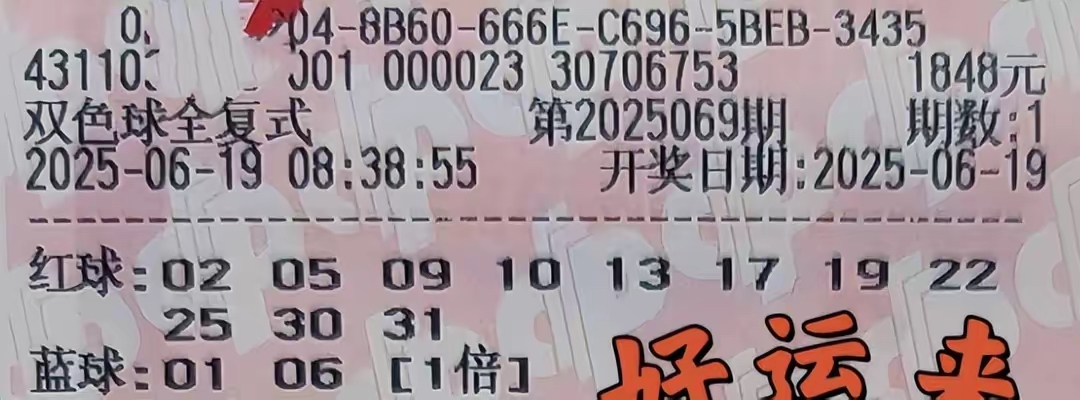 04-8B60-666E-C696-5BEB-3435
43110 001 000023 30706753 1848元
双色球全复式 第2025069期 期数:1
2025-06-19 08:38:55 开奖日期:2025-06-19
红球:02 05 09 10 13 17 19 22
25 30 31
蓝球:01 06 [1倍]
好运来